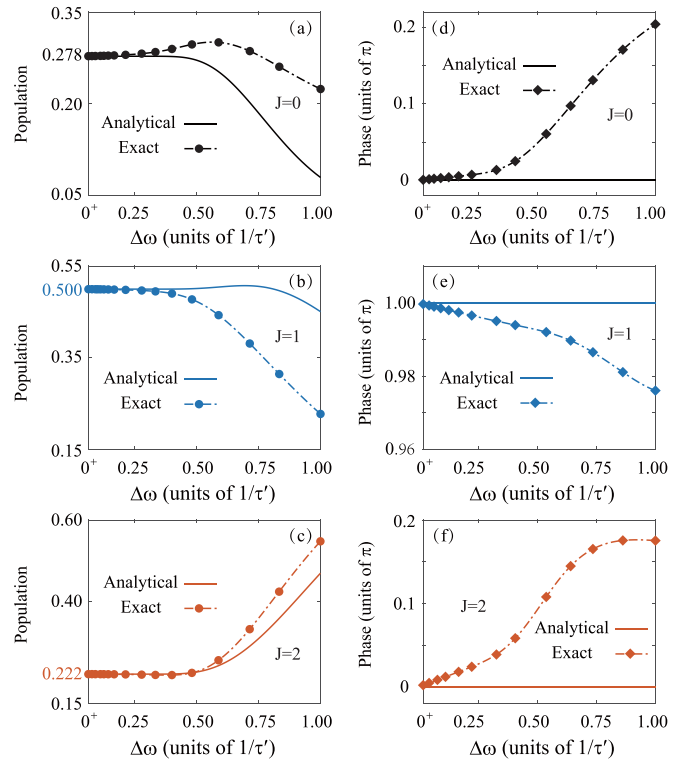 (a)
0.35
0.278
0.20
0.05
Population
Analytical
Exact
J=0
0⁺ 0.25 0.50 0.75 1.00
Δω (units of 1/τ′)
(d)
0.2
0.1
0
Phase (units of π)
Analytical
Exact
J=0
0⁺ 0.25 0.50 0.75 1.00
Δω (units of 1/τ′)
(b)
0.55
0.500
0.35
0.15
Population
J=1
Analytical
Exact
0⁺ 0.25 0.50 0.75 1.00
Δω (units of 1/τ′)
(e)
1.00
0.98
0.96
Phase (units of π)
J=1
Analytical
Exact
0⁺ 0.25 0.50 0.75 1.00
Δω (units of 1/τ′)
(c)
0.60
0.40
0.222
0.15
Population
Analytical
Exact
J=2
0⁺ 0.25 0.50 0.75 1.00
Δω (units of 1/τ′)
(f)
0.2
0.1
0
Phase (units of π)
J=2
Analytical
Exact
0⁺ 0.25 0.50 0.75 1.00
Δω (units of 1/τ′)